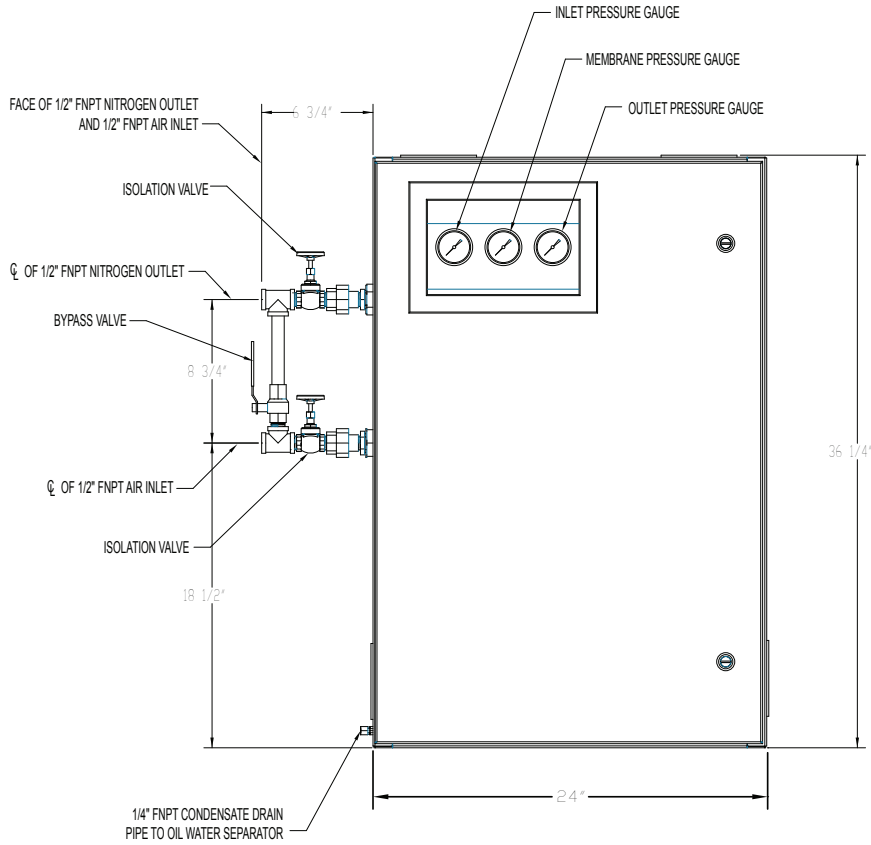 INLET PRESSURE GAUGE
MEMBRANE PRESSURE GAUGE
OUTLET PRESSURE GAUGE
FACE OF 1/2" FNPT NITROGEN OUTLET
AND 1/2" FNPT AIR INLET
6 3/4"
ISOLATION VALVE
℄ OF 1/2" FNPT NITROGEN OUTLET
BYPASS VALVE
8 3/4"
36 1/4"
℄ OF 1/2" FNPT AIR INLET
ISOLATION VALVE
18 1/2"
24"
1/4" FNPT CONDENSATE DRAIN
PIPE TO OIL WATER SEPARATOR